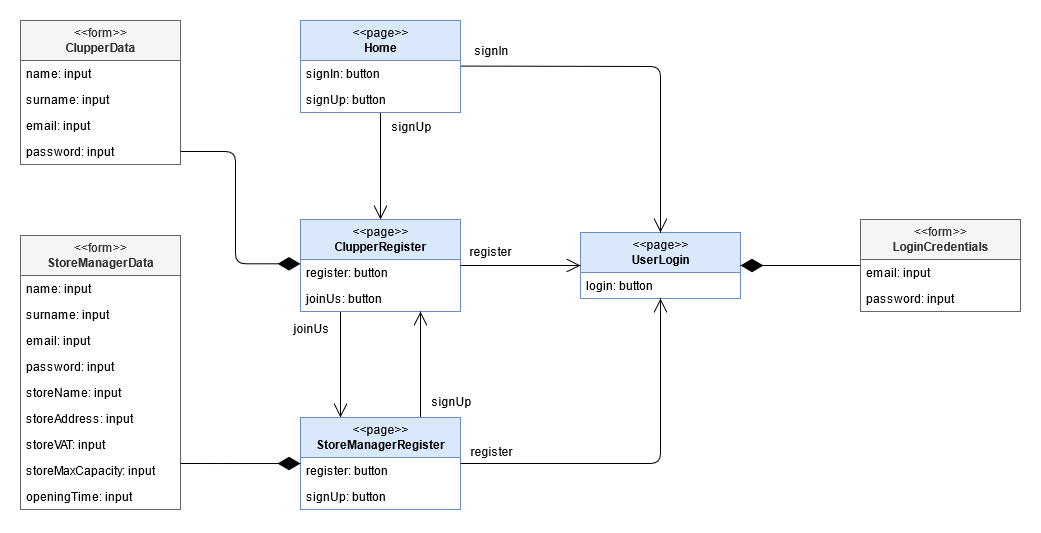 <<form>>
ClupperData
name: input
surname: input
email: input
password: input
<<page>>
Home
signIn: button
signUp: button
signIn
signUp
<<page>>
ClupperRegister
register: button
joinUs: button
register
<<page>>
UserLogin
login: button
<<form>>
LoginCredentials
email: input
password: input
<<form>>
StoreManagerData
name: input
surname: input
email: input
password: input
storeName: input
storeAddress: input
storeVAT: input
storeMaxCapacity: input
openingTime: input
joinUs
signUp
<<page>>
StoreManagerRegister
register: button
signUp: button
register